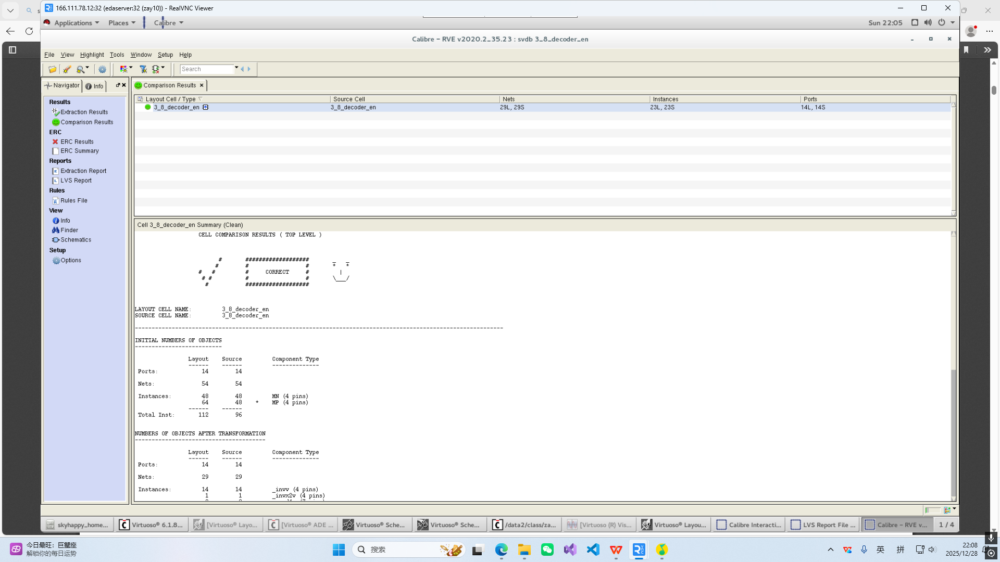 166.111.78.12:32 (edaserver:32 (zay10)) - RealVNC Viewer
Applications Places Calibre Sun 22:05
Calibre - RVE v2020.2_35.23 : svdb 3_8_decoder_en
File View Highlight Tools Window Setup Help
Search
Navigator Info
Comparison Results
Results
Extraction Results
Comparison Results
ERC
ERC Results
ERC Summary
Reports
Extraction Report
LVS Report
Rules
Rules File
View
Info
Finder
Schematics
Setup
Options
Layout Cell / Type Source Cell Nets Instances Ports
3_8_decoder_en 3_8_decoder_en 29L, 29S 23L, 23S 14L, 14S
Cell 3_8_decoder_en Summary (Clean)
CELL COMPARISON RESULTS ( TOP LEVEL )
# ################### _ _
# # # * *
# # # CORRECT # |
# # # # \___/
# ###################
LAYOUT CELL NAME: 3_8_decoder_en
SOURCE CELL NAME: 3_8_decoder_en
--------------------------------------------------------------------------------------------------------------
INITIAL NUMBERS OF OBJECTS
--------------------------
Layout Source Component Type
------ ------ --------------
Ports: 14 14
Nets: 54 54
Instances: 48 48 MN (4 pins)
64 48 * MP (4 pins)
------ ------
Total Inst: 112 96
NUMBERS OF OBJECTS AFTER TRANSFORMATION
---------------------------------------
Layout Source Component Type
------ ------ --------------
Ports: 14 14
Nets: 29 29
Instances: 14 14 _invv (4 pins)
1 1 _invx2v (4 pins)
skyhappy_home... Virtuoso® 6.1.8... [Virtuoso® Layo... [Virtuoso® ADE ... Virtuoso® Sche... Virtuoso® Sche... /data2/class/za... [Virtuoso (R) Vis... Virtuoso® Layou... Calibre Interacti... LVS Report File ... Calibre - RVE v... 1 / 4
今日最旺：巨蟹座
解锁你的每日运势
搜索
英 拼
22:08
2025/12/28